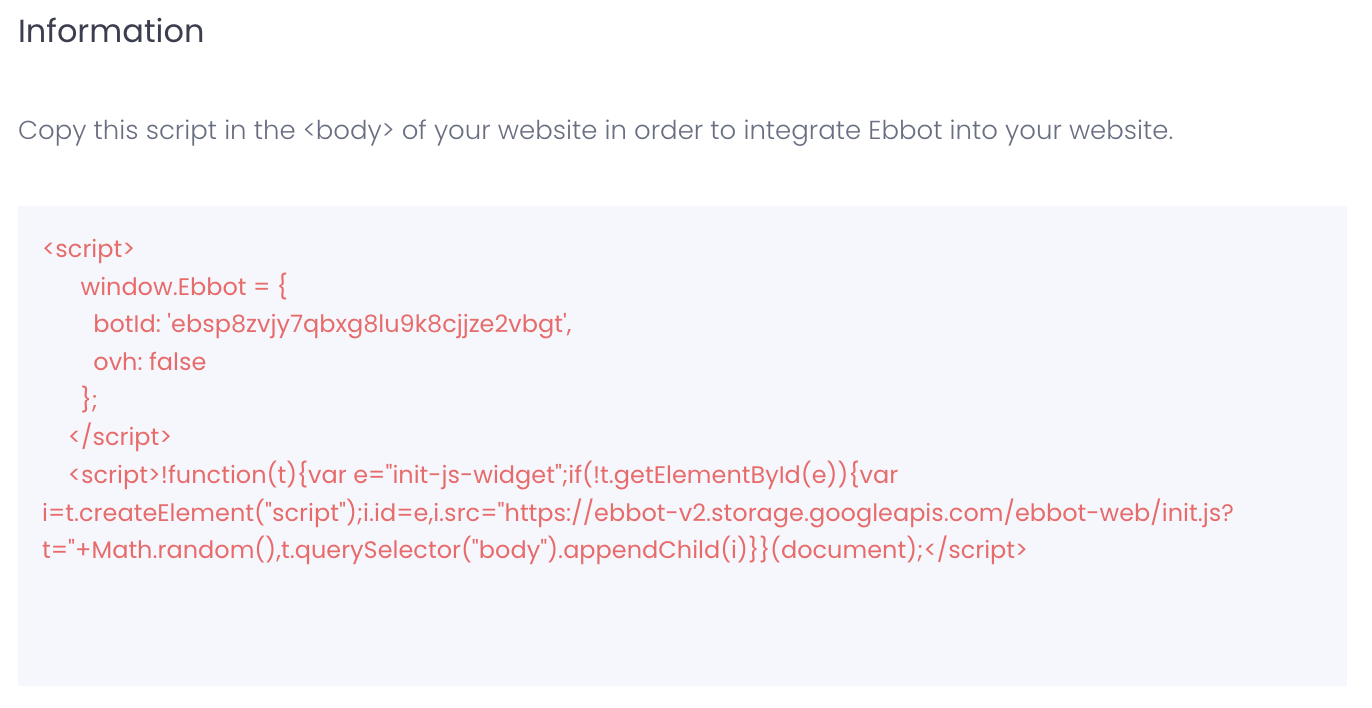 Information
Copy this script in the <body> of your website in order to integrate Ebbot into your website.
<script>
window.Ebbot = {
botId: 'ebsp8zvjy7qbxg8lu9k8cjjze2vbgt',
ovh: false
};
</script>
<script>!function(t){var e="init-js-widget";if(!t.getElementById(e)){var
i=t.createElement("script");i.id=e,i.src="https://ebbot-v2.storage.googleapis.com/ebbot-web/init.js?
t="+Math.random(),t.querySelector("body").appendChild(i)}}(document);</script>